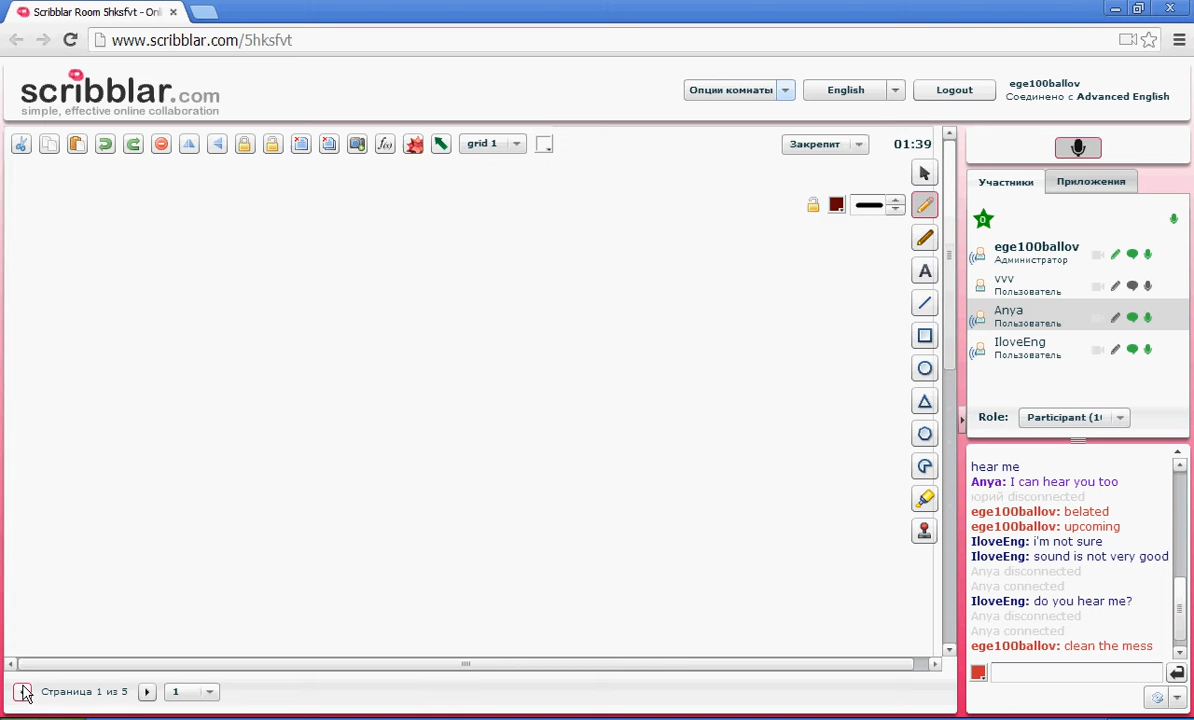 Scribblar Room 5hksfvt - Onli
www.scribblar.com/5hksfvt
scribblar.com
simple, effective online collaboration
Опции комнаты
English
Logout
ege100ballov
Соединено с Advanced English
f(x)
grid 1
Закрепит
01:39
A
Участники
Приложения
0
ege100ballov
Администратор
vvv
Пользователь
Anya
Пользователь
IloveEng
Пользователь
Role:
Participant (1
hear me
Anya: I can hear you too
юрий disconnected
ege100ballov: belated
ege100ballov: upcoming
IloveEng: i'm not sure
IloveEng: sound is not very good
Anya disconnected
Anya connected
IloveEng: do you hear me?
Anya disconnected
Anya connected
ege100ballov: clean the mess
Страница 1 из 5
1